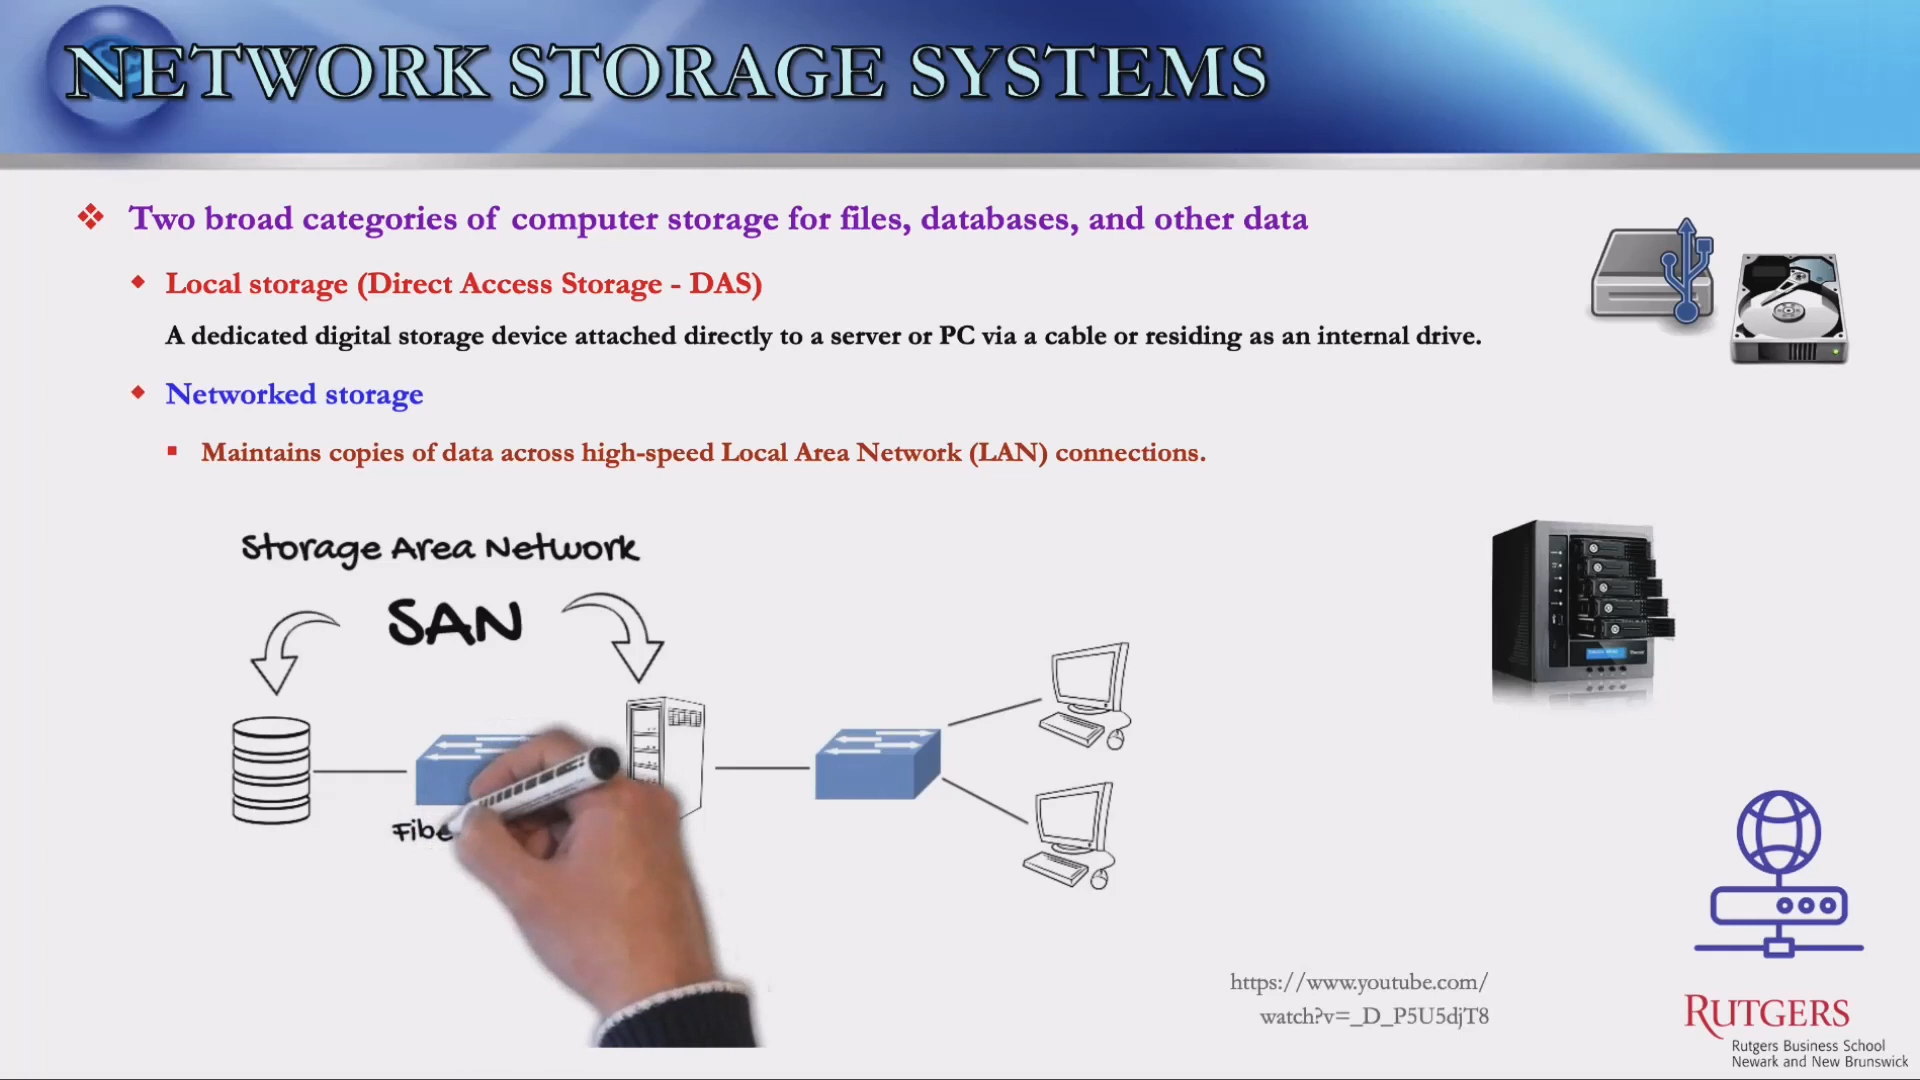 NETWORK STORAGE SYSTEMS
Two broad categories of computer storage for files, databases, and other data
Local storage (Direct Access Storage - DAS)
A dedicated digital storage device attached directly to a server or PC via a cable or residing as an internal drive.
Networked storage
Maintains copies of data across high-speed Local Area Network (LAN) connections.
Storage Area Network
SAN
https://www.youtube.com/
watch?v=_D_P5U5djT8
RUTGERS
Rutgers Business School
Newark and New Brunswick